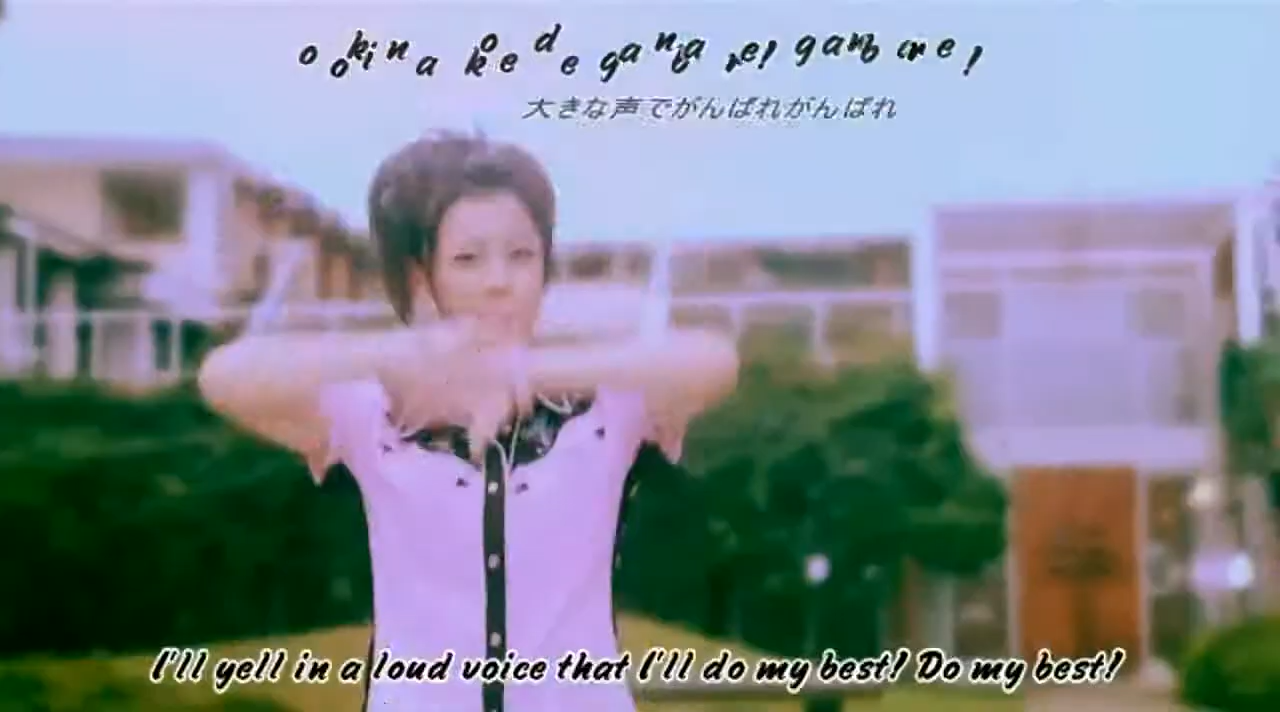 ookina koe de ganbare! ganbare!
大きな声でがんばれがんばれ
I'll yell in a loud voice that I'll do my best! Do my best!